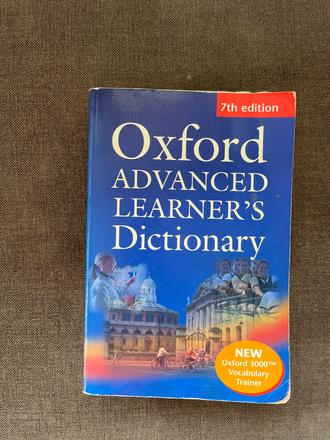 7th edition
Oxford
ADVANCED
LEARNER'S
Dictionary
NEW
Oxford 3000™
Vocabulary
Trainer